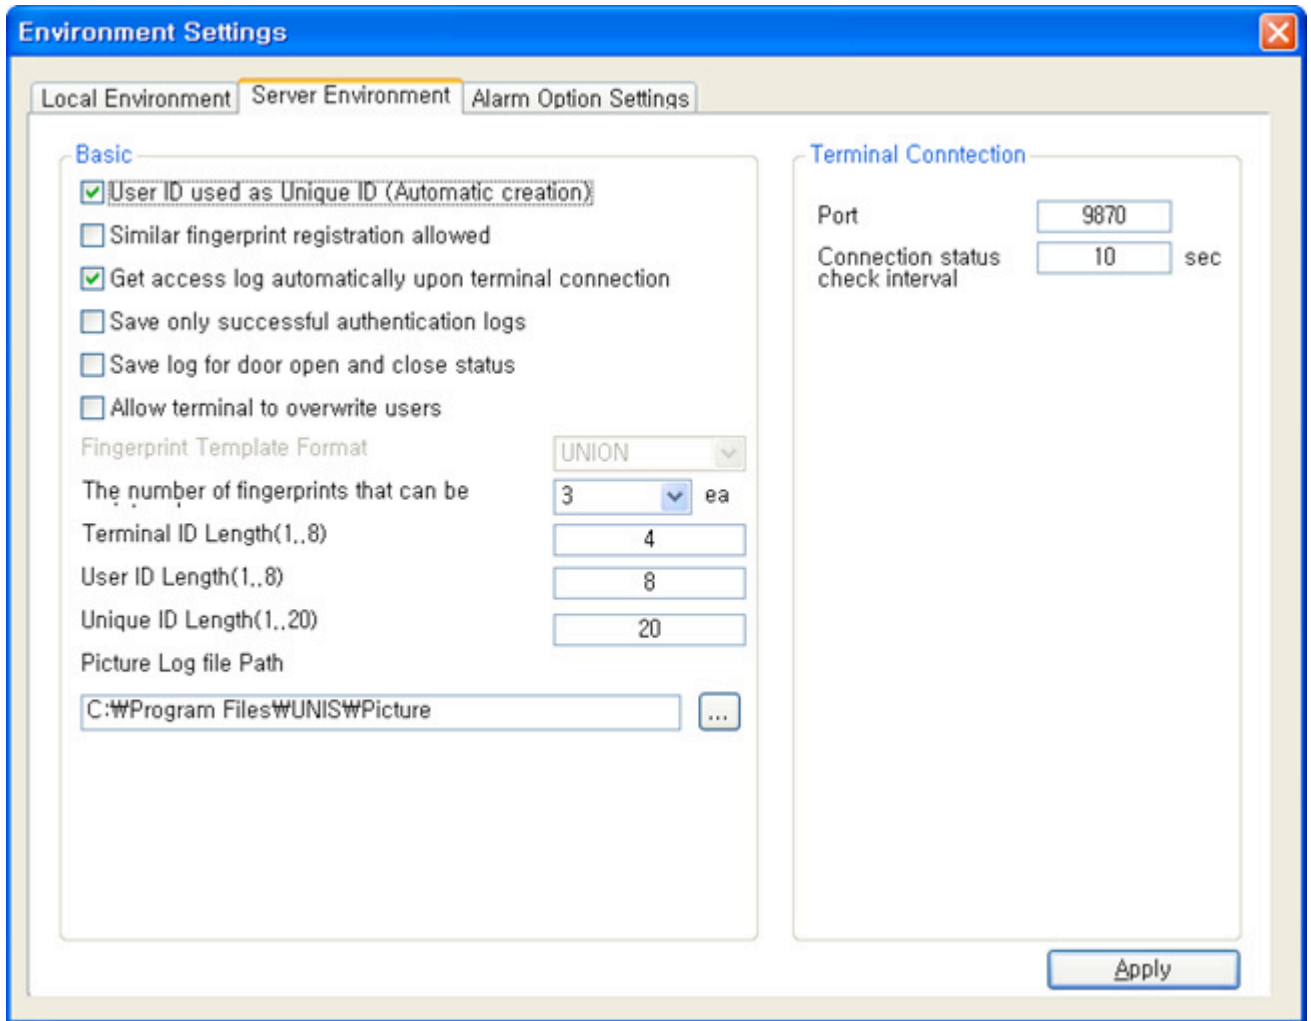 Environment Settings
Local Environment
Server Environment
Alarm Option Settings
Basic
User ID used as Unique ID (Automatic creation)
Similar fingerprint registration allowed
Get access log automatically upon terminal connection
Save only successful authentication logs
Save log for door open and close status
Allow terminal to overwrite users
Fingerprint Template Format
UNION
The number of fingerprints that can be
3
ea
Terminal ID Length(1..8)
4
User ID Length(1..8)
8
Unique ID Length(1..20)
20
Picture Log file Path
C:₩Program Files₩UNIS₩Picture
...
Terminal Conntection
Port
9870
Connection status
check interval
10
sec
Apply